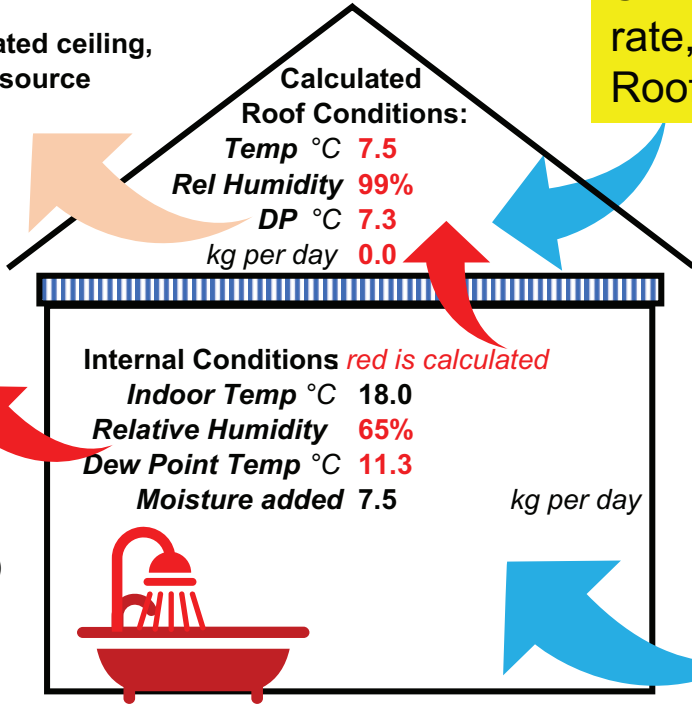 ated ceiling,
source
rate,
Roof
Calculated
Roof Conditions:
Temp °C 7.5
Rel Humidity 99%
DP °C 7.3
kg per day 0.0
Internal Conditions: red is calculated
Indoor Temp °C 18.0
Relative Humidity 65%
Dew Point Temp °C 11.3
Moisture added 7.5 kg per day
)